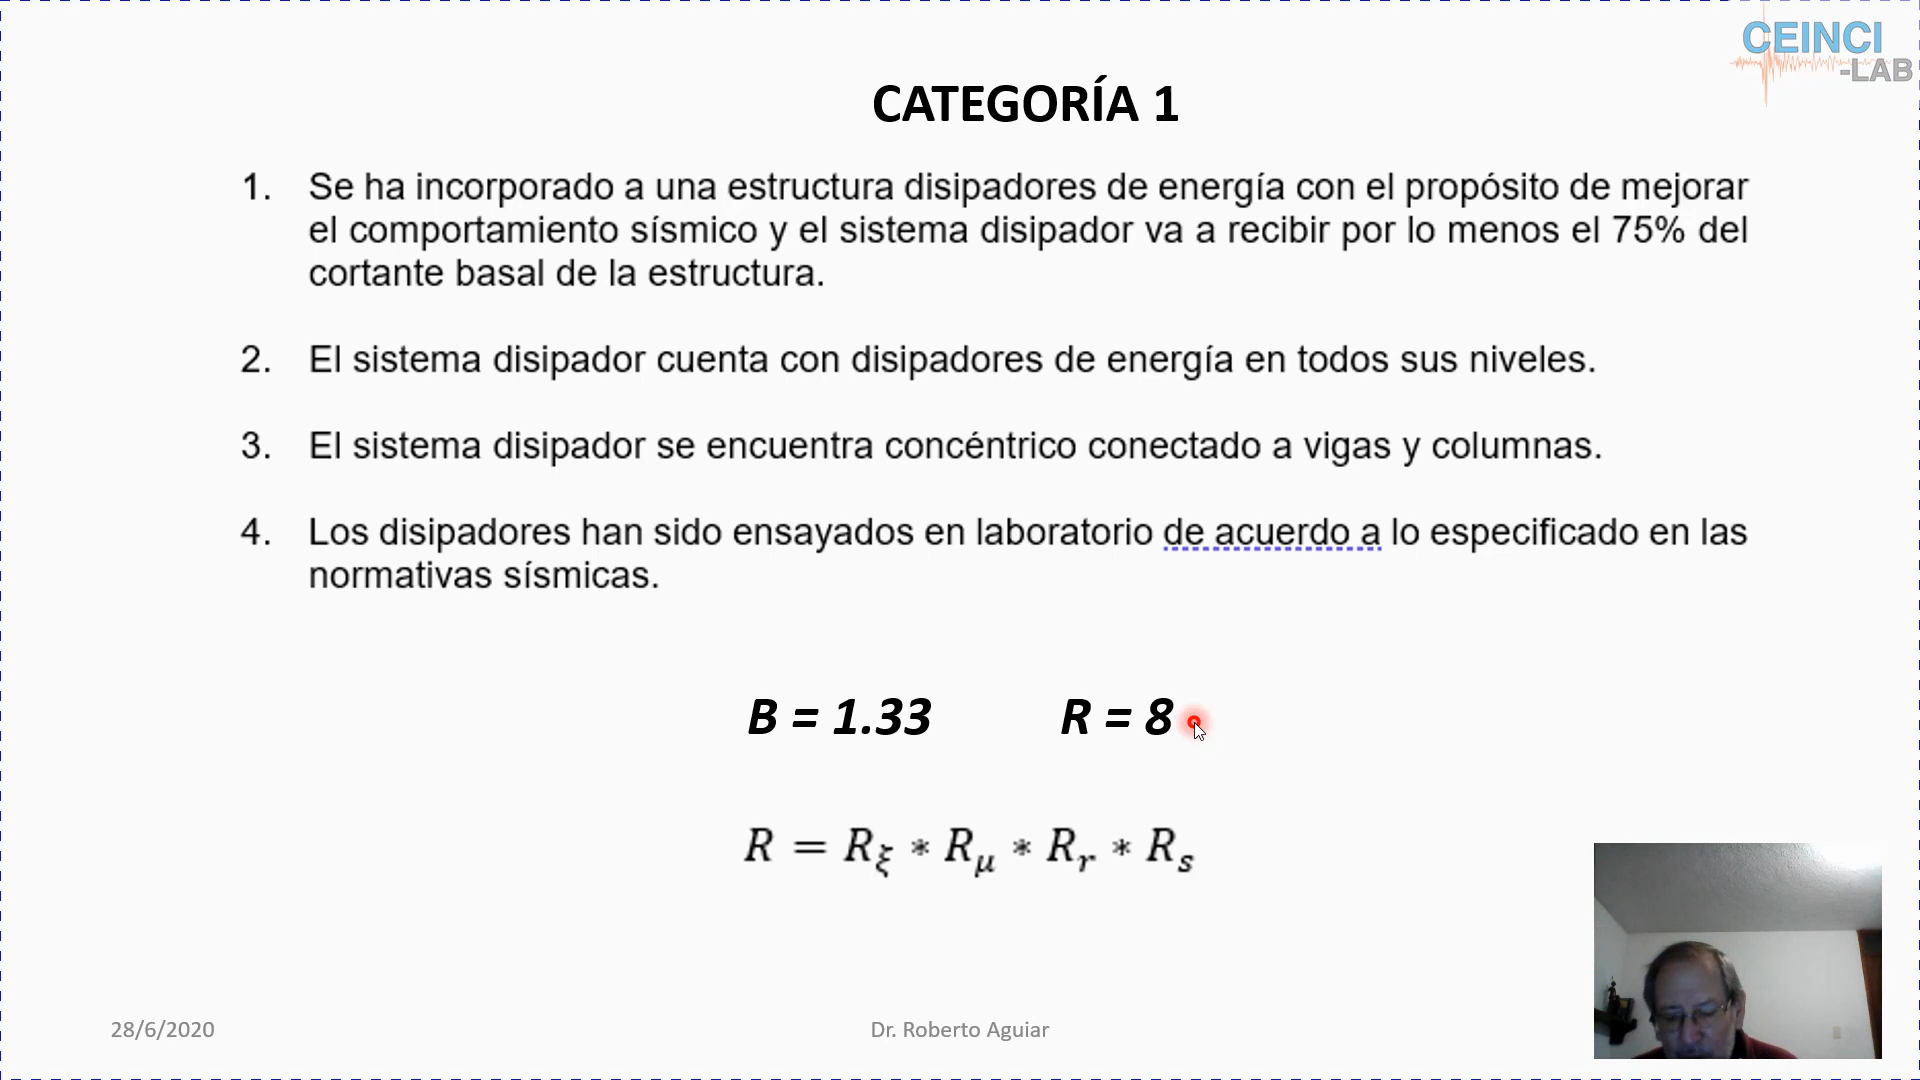 CEINCI
-LAB
CATEGORÍA 1
1. Se ha incorporado a una estructura disipadores de energía con el propósito de mejorar
el comportamiento sísmico y el sistema disipador va a recibir por lo menos el 75% del
cortante basal de la estructura.
2. El sistema disipador cuenta con disipadores de energía en todos sus niveles.
3. El sistema disipador se encuentra concéntrico conectado a vigas y columnas.
4. Los disipadores han sido ensayados en laboratorio de acuerdo a lo especificado en las
normativas sísmicas.
B = 1.33 R = 8
R = R_ξ * R_μ * R_r * R_s
28/6/2020 Dr. Roberto Aguiar